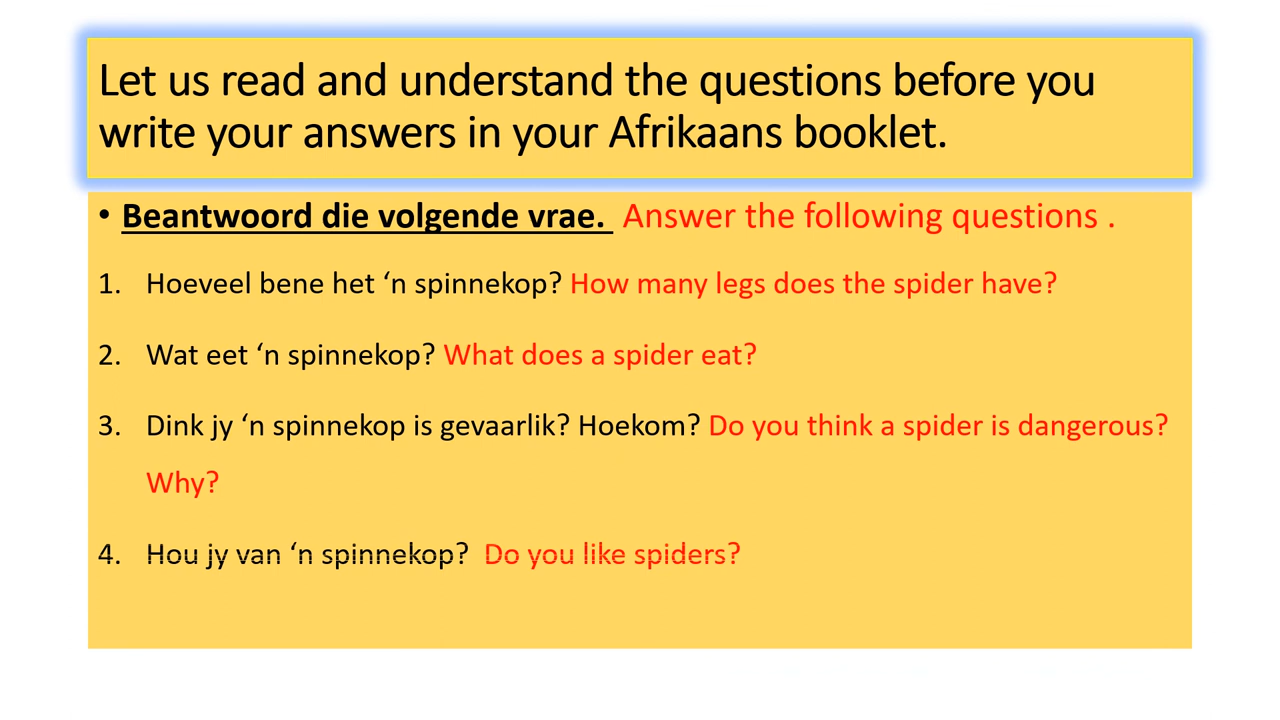 Let us read and understand the questions before you
write your answers in your Afrikaans booklet.
• Beantwoord die volgende vrae. Answer the following questions .
1. Hoeveel bene het ‘n spinnekop? How many legs does the spider have?
2. Wat eet ‘n spinnekop? What does a spider eat?
3. Dink jy ‘n spinnekop is gevaarlik? Hoekom? Do you think a spider is dangerous?
Why?
4. Hou jy van ‘n spinnekop? Do you like spiders?